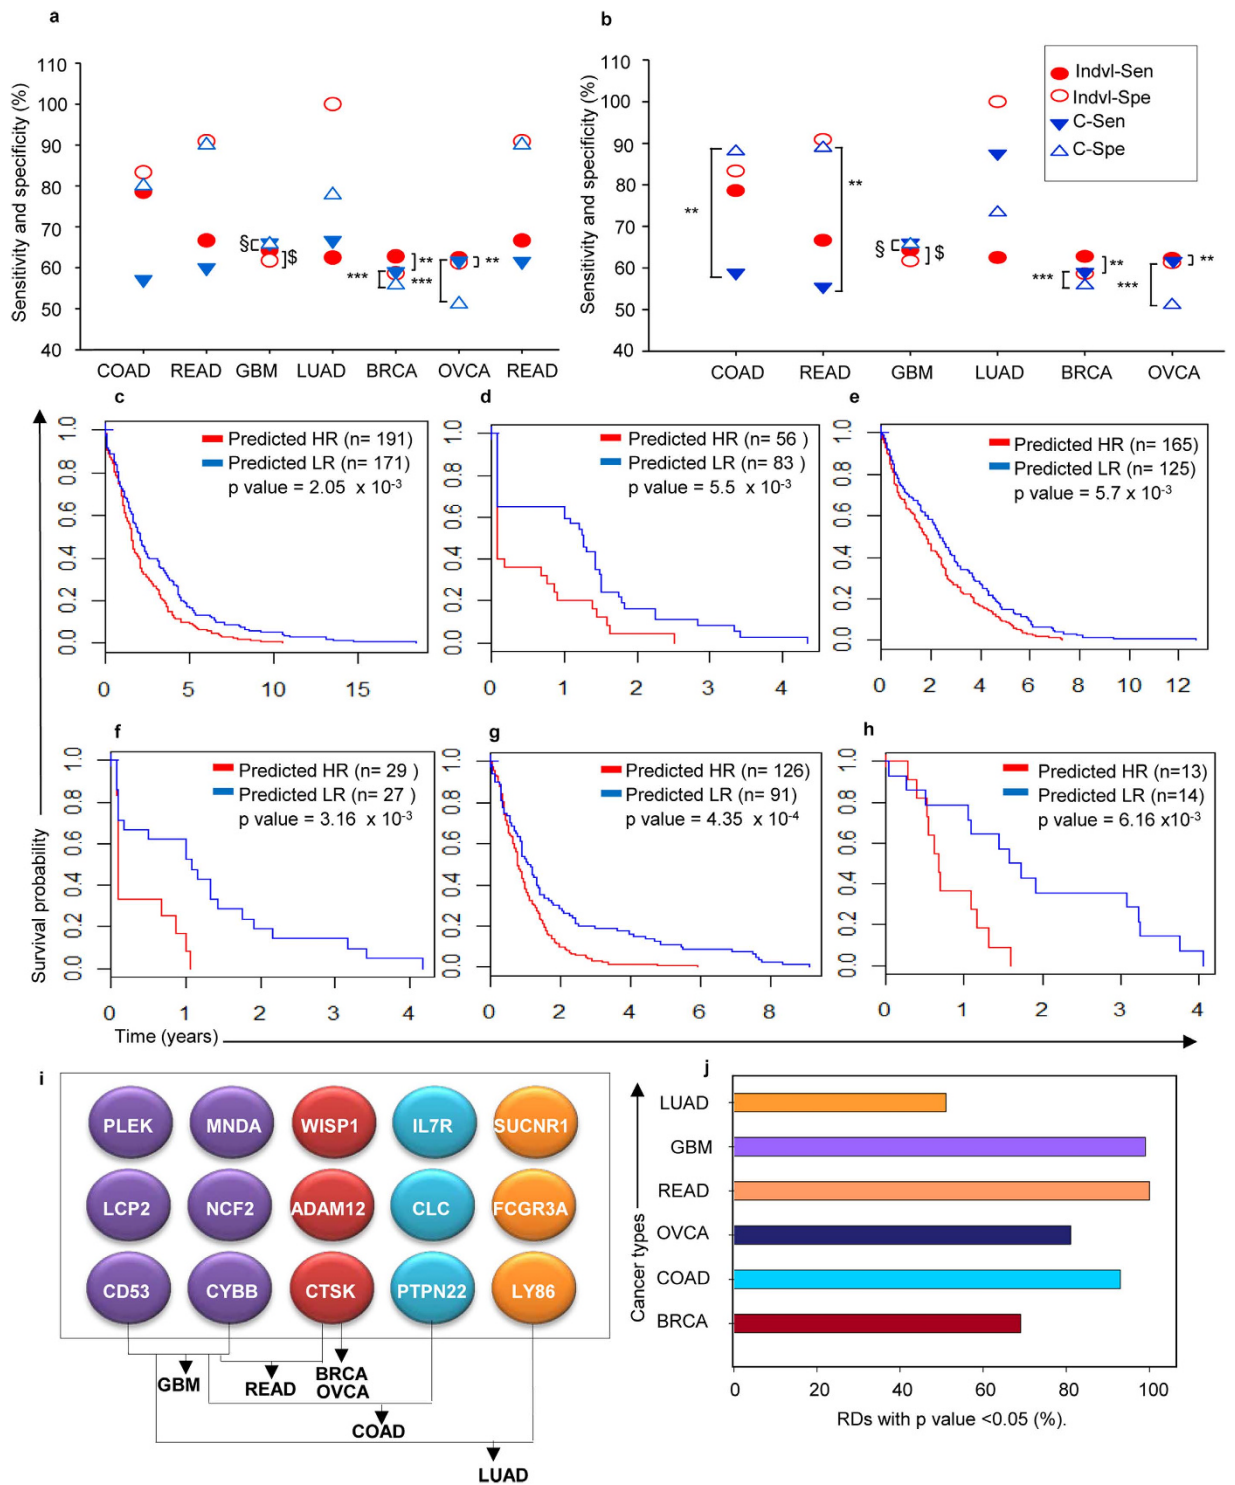 a
Sensitivity and specificity (%)
110
100
90
80
70
60
50
40
§
$
***
**
***
**
COAD READ GBM LUAD BRCA OVCA READ
b
Sensitivity and specificity (%)
110
100
90
80
70
60
50
40
**
**
§
$
***
**
***
**
COAD READ GBM LUAD BRCA OVCA
Indvl-Sen
Indvl-Spe
C-Sen
C-Spe
Survival probability
c
1.0
0.8
0.6
0.4
0.2
0.0
Predicted HR (n= 191)
Predicted LR (n= 171)
p value = 2.05 x 10-3
0 5 10 15
d
1.0
0.8
0.6
0.4
0.2
0.0
Predicted HR (n= 56 )
Predicted LR (n= 83 )
p value = 5.5 x 10-3
0 1 2 3 4
e
1.0
0.8
0.6
0.4
0.2
0.0
Predicted HR (n= 165)
Predicted LR (n= 125)
p value = 5.7 x 10-3
0 2 4 6 8 10 12
f
1.0
0.8
0.6
0.4
0.2
0.0
Predicted HR (n= 29 )
Predicted LR (n= 27 )
p value = 3.16 x 10-3
0 1 2 3 4
g
1.0
0.8
0.6
0.4
0.2
0.0
Predicted HR (n= 126)
Predicted LR (n= 91)
p value = 4.35 x 10-4
0 2 4 6 8
h
1.0
0.8
0.6
0.4
0.2
0.0
Predicted HR (n=13)
Predicted LR (n=14)
p value = 6.16 x10-3
0 1 2 3 4
Time (years)
i
PLEK MNDA WISP1 IL7R SUCNR1
LCP2 NCF2 ADAM12 CLC FCGR3A
CD53 CYBB CTSK PTPN22 LY86
GBM
READ
BRCA
OVCA
COAD
LUAD
j
Cancer types
LUAD
GBM
READ
OVCA
COAD
BRCA
0 20 40 60 80 100
RDs with p value <0.05 (%).